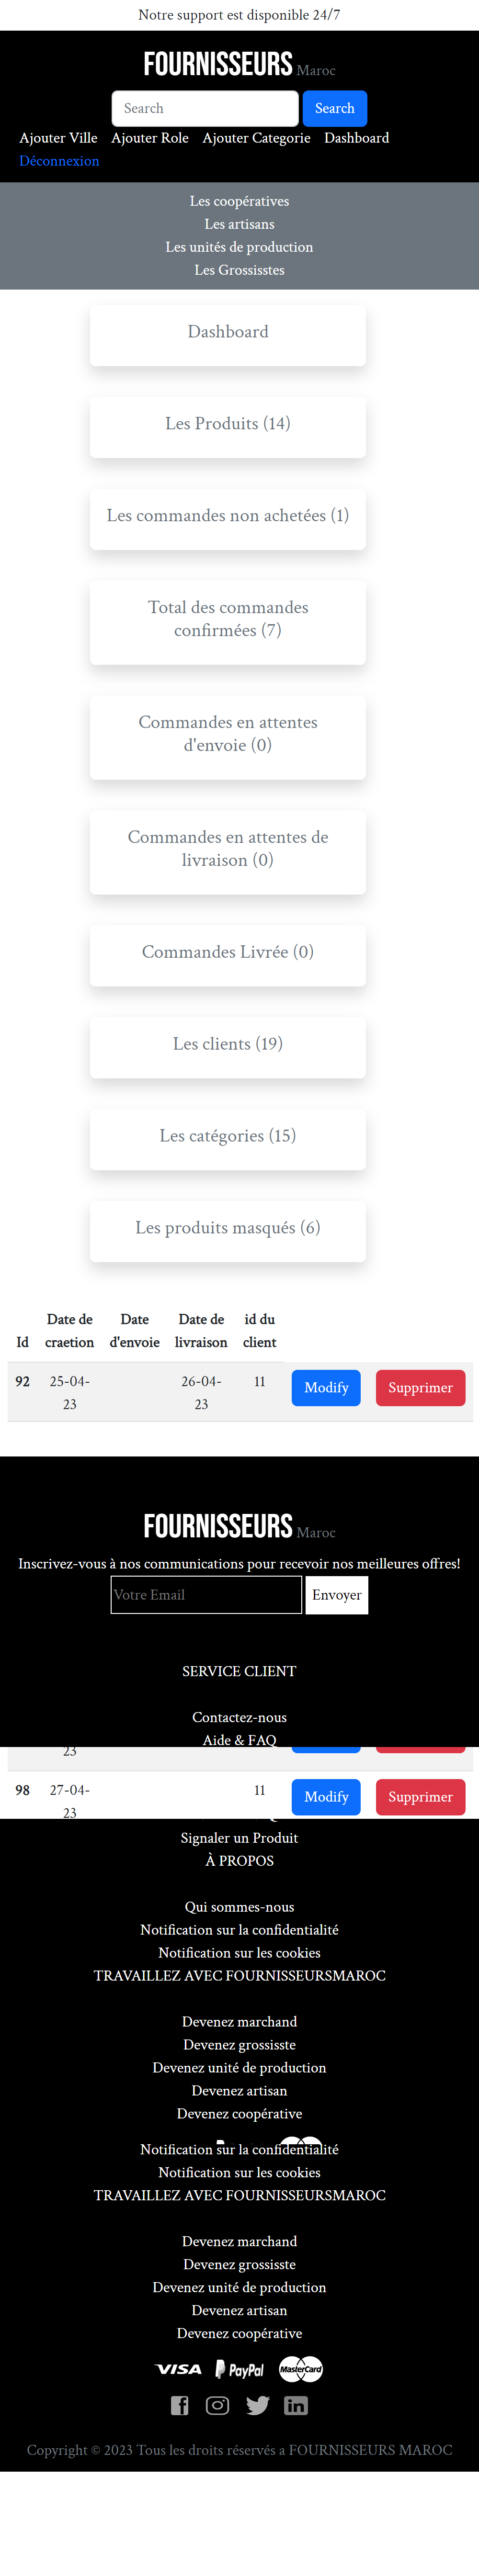 Notre support est disponible 24/7
FOURNISSEURS Maroc
Search Search
Ajouter Ville Ajouter Role Ajouter Categorie Dashboard
Déconnexion
Les coopératives
Les artisans
Les unités de production
Les Grossisstes
Dashboard
Les Produits (14)
Les commandes non achetées (1)
Total des commandes
confirmées (7)
Commandes en attentes
d'envoie (0)
Commandes en attentes de
livraison (0)
Commandes Livrée (0)
Les clients (19)
Les catégories (15)
Les produits masqués (6)
Id Date de craetion Date d'envoie Date de livraison id du client
92 25-04-23 26-04-23 11 Modify Supprimer
FOURNISSEURS Maroc
Inscrivez-vous à nos communications pour recevoir nos meilleures offres!
Votre Email Envoyer
SERVICE CLIENT
Contactez-nous
Aide & FAQ
23
98 27-04-23 11 Modify Supprimer
Signaler un Produit
À PROPOS
Qui sommes-nous
Notification sur la confidentialité
Notification sur les cookies
TRAVAILLEZ AVEC FOURNISSEURSMAROC
Devenez marchand
Devenez grossisste
Devenez unité de production
Devenez artisan
Devenez coopérative
Notification sur la confidentialité
Notification sur les cookies
TRAVAILLEZ AVEC FOURNISSEURSMAROC
Devenez marchand
Devenez grossisste
Devenez unité de production
Devenez artisan
Devenez coopérative
VISA PayPal MasterCard
Copyright © 2023 Tous les droits réservés a FOURNISSEURS MAROC